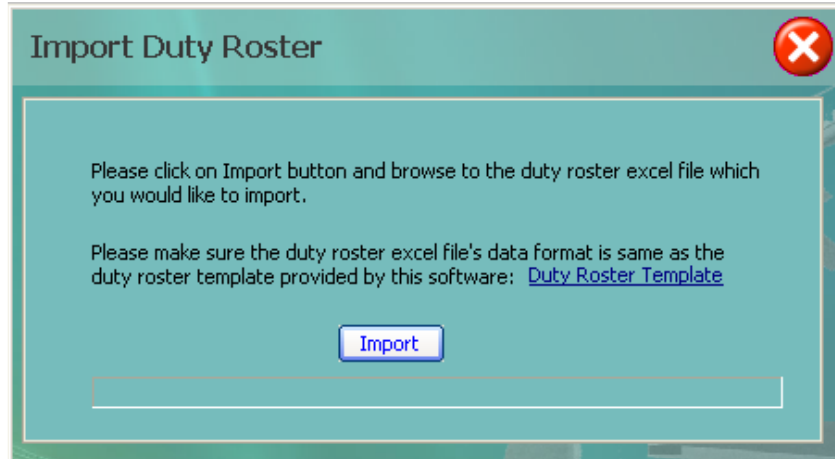 Import Duty Roster
Please click on Import button and browse to the duty roster excel file which
you would like to import.
Please make sure the duty roster excel file's data format is same as the
duty roster template provided by this software: Duty Roster Template
Import